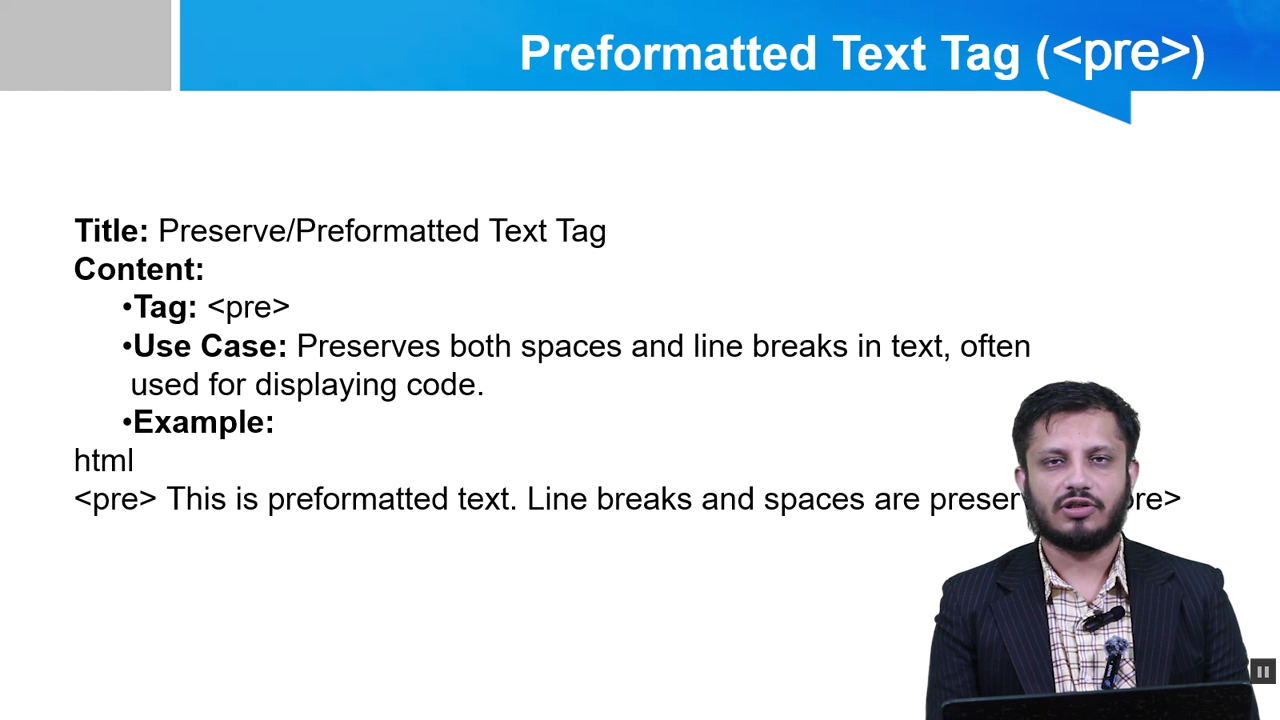 Preformatted Text Tag (<pre>)
Title: Preserve/Preformatted Text Tag
Content:
•Tag: <pre>
•Use Case: Preserves both spaces and line breaks in text, often
used for displaying code.
•Example:
html
<pre> This is preformatted text. Line breaks and spaces are